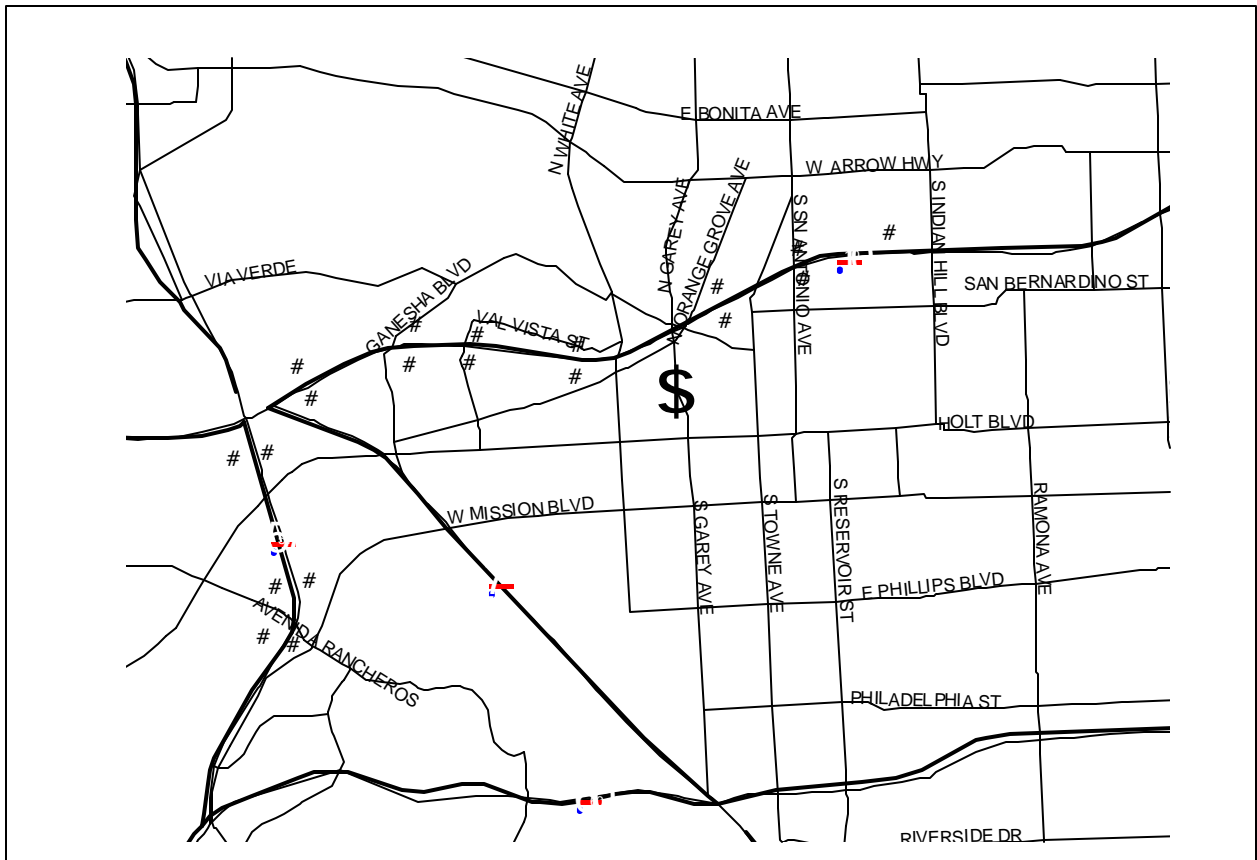 N WHITE AVE
E BONITA AVE
W ARROW HWY
N GAREY AVE
N ORANGE GROVE AVE
S SN ANTONIO AVE
S INDIAN HILL BLVD
#
VIA VERDE
GANESHA BLVD
SAN BERNARDINO ST
#
#
#
VAL VISTA ST
#
#
#
#
#
#
#
#
$
HOLT BLVD
#
#
W MISSION BLVD
S GAREY AVE
S TOWNE AVE
S RESERVOIR ST
RAMONA AVE
#
#
E PHILLIPS BLVD
AVENIDA RANCHEROS
#
#
PHILADELPHIA ST
RIVERSIDE DR